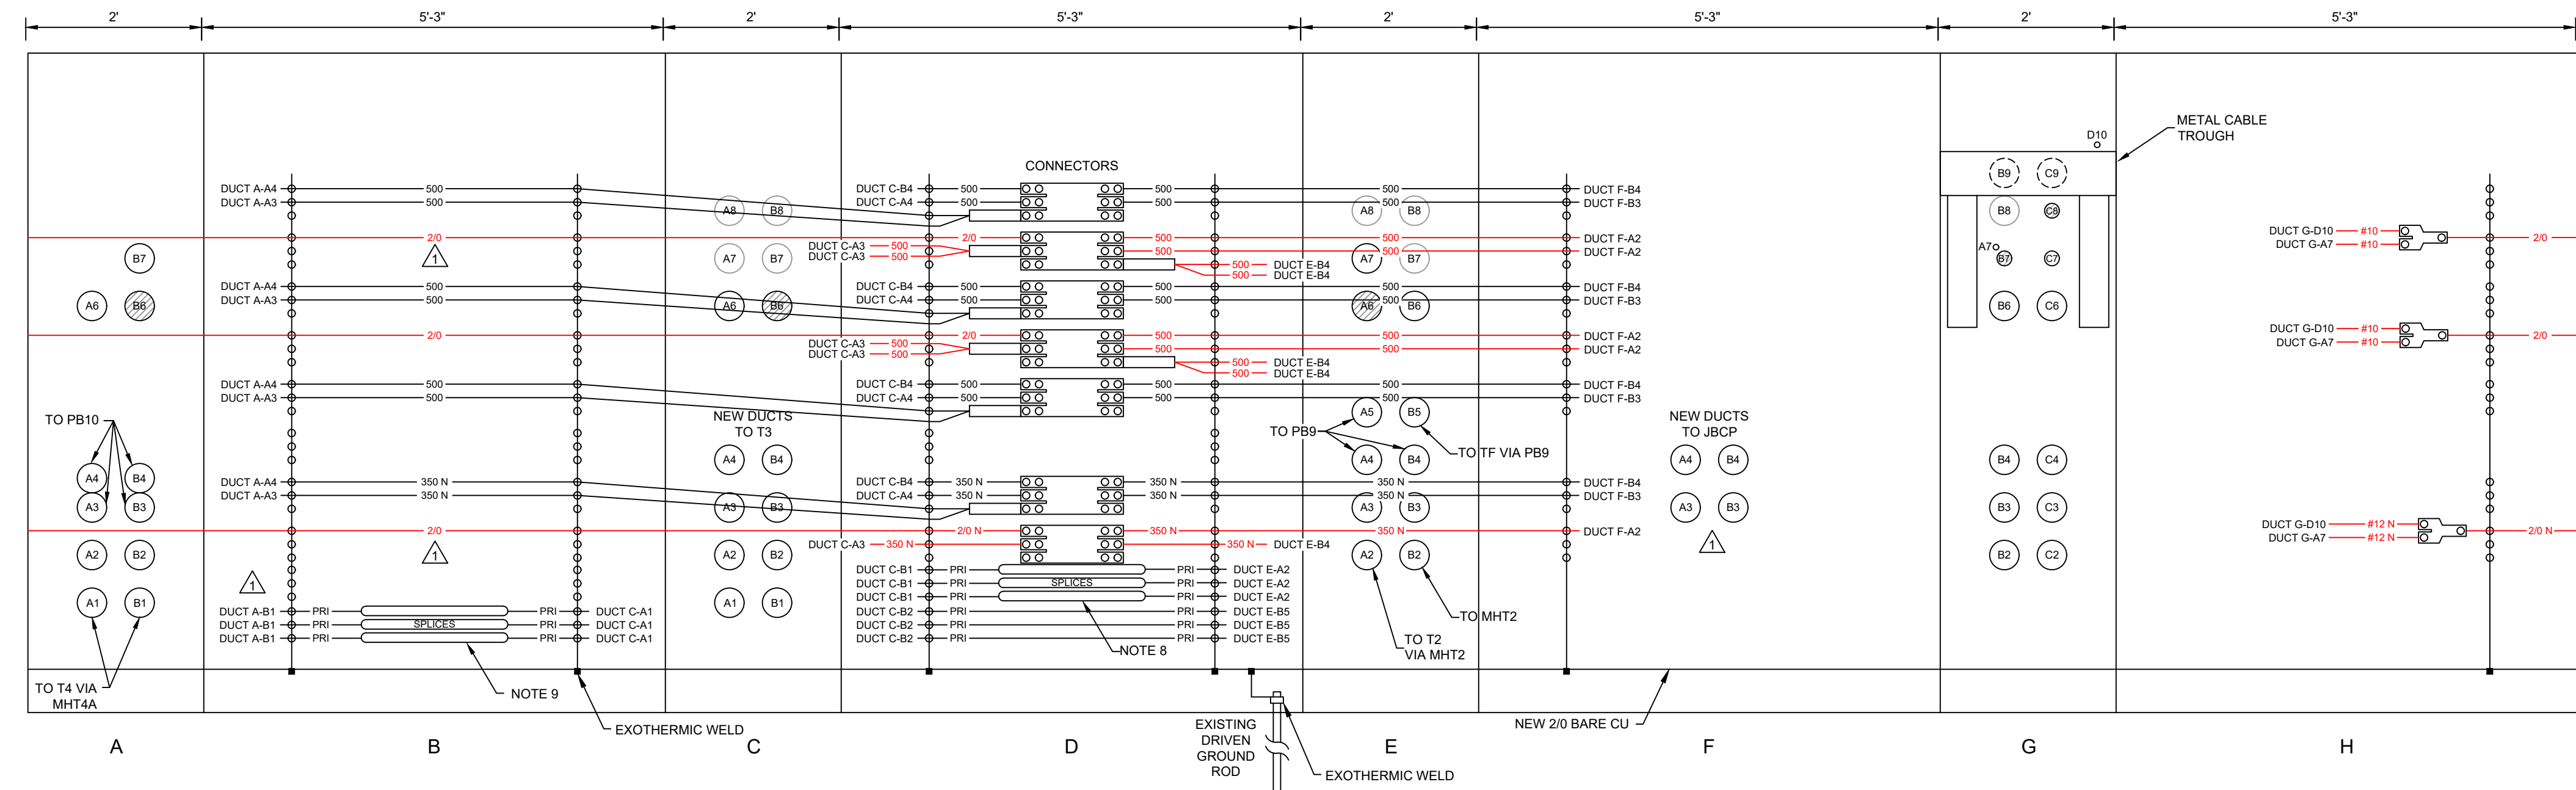 2' 5'-3" 2' 5'-3" 2' 5'-3" 2' 5'-3"
METAL CABLE
TROUGH
D10
CONNECTORS
B9 C9
DUCT A-A4 500 DUCT C-B4 500 500 500 DUCT F-B4
DUCT A-A3 500 DUCT C-A4 500 500 500 DUCT F-B3
A8 B8 A8 B8 B8 C8
DUCT G-D10 #10
2/0 2/0 500 500 DUCT F-A2 2/0
DUCT C-A3 500 DUCT G-A7 #10
500 500 DUCT F-A2
DUCT C-A3 500 A7
B7 1 A7 B7 A7 B7 B7 C7
500 DUCT E-B4
500 DUCT E-B4
DUCT A-A4 500 DUCT C-B4 500 500 500 DUCT F-B4
DUCT A-A3 500 DUCT C-A4 500 500 500 DUCT F-B3
A6 B6 A6 B6 A6 B6 B6 C6
DUCT G-D10 #10
2/0 2/0 500 500 DUCT F-A2 2/0
DUCT C-A3 500 DUCT G-A7 #10
500 500 DUCT F-A2
DUCT C-A3 500
500 DUCT E-B4
500 DUCT E-B4
DUCT A-A4 500 DUCT C-B4 500 500 500 DUCT F-B4
DUCT A-A3 500 DUCT C-A4 500 500 500 DUCT F-B3
A5 B5
TO PB10
NEW DUCTS
TO T3
TO PB9
NEW DUCTS
TO JBCP
TO TF VIA PB9
A4 B4 A4 B4 A4 B4 A4 B4 B4 C4
DUCT A-A4 350 N DUCT C-B4 350 N 350 N 350 N DUCT F-B4
DUCT A-A3 350 N DUCT C-A4 350 N 350 N 350 N DUCT F-B3
A3 B3 A3 B3 A3 B3 A3 B3 B3 C3
DUCT G-D10 #12 N
2/0 2/0 N 350 N 350 N DUCT F-A2 2/0 N
DUCT G-A7 #12 N
DUCT C-A3 350 N 350 N DUCT E-B4
1
A2 B2 1 A2 B2 A2 B2 B2 C2
DUCT C-B1 PRI PRI DUCT E-A2
DUCT C-B1 PRI SPLICES PRI DUCT E-A2
1
DUCT C-B1 PRI PRI DUCT E-A2
A1 B1 A1 B1
DUCT A-B1 PRI PRI DUCT C-A1 DUCT C-B2 PRI PRI DUCT E-B5
DUCT A-B1 PRI SPLICES PRI DUCT C-A1 DUCT C-B2 PRI PRI DUCT E-B5
DUCT A-B1 PRI PRI DUCT C-A1 DUCT C-B2 PRI PRI DUCT E-B5
TO MHT2
TO T2
VIA MHT2
NOTE 8
TO T4 VIA
MHT4A
NOTE 9
EXOTHERMIC WELD
EXISTING
DRIVEN
GROUND
ROD
NEW 2/0 BARE CU
EXOTHERMIC WELD
A B C D E F G H